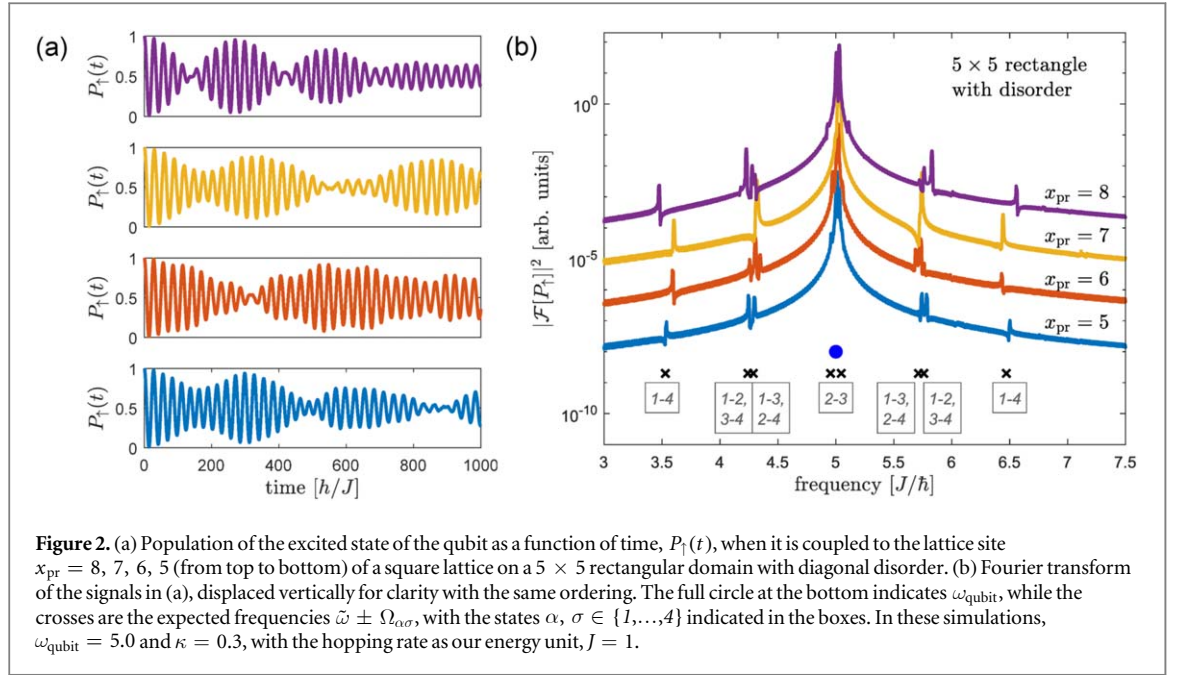 (a)
1
P↑(t)
0.5
0
1
P↑(t)
0.5
0
1
P↑(t)
0.5
0
1
P↑(t)
0.5
0
0 200 400 600 800 1000
time [h/J]
(b)
5 × 5 rectangle
with disorder
|ℱ[P↑]|² [arb. units]
10⁰
10⁻⁵
10⁻¹⁰
x_pr = 8
x_pr = 7
x_pr = 6
x_pr = 5
1-4
1-2,
3-4
1-3,
2-4
2-3
1-3,
2-4
1-2,
3-4
1-4
3 3.5 4 4.5 5 5.5 6 6.5 7 7.5
frequency [J/ħ]
Figure 2. (a) Population of the excited state of the qubit as a function of time, P↑(t), when it is coupled to the lattice site
x_pr = 8, 7, 6, 5 (from top to bottom) of a square lattice on a 5 × 5 rectangular domain with diagonal disorder. (b) Fourier transform
of the signals in (a), displaced vertically for clarity with the same ordering. The full circle at the bottom indicates ω_qubit, while the
crosses are the expected frequencies ω̃ ± Ω_ασ, with the states α, σ ∈ {1,...,4} indicated in the boxes. In these simulations,
ω_qubit = 5.0 and κ = 0.3, with the hopping rate as our energy unit, J = 1.